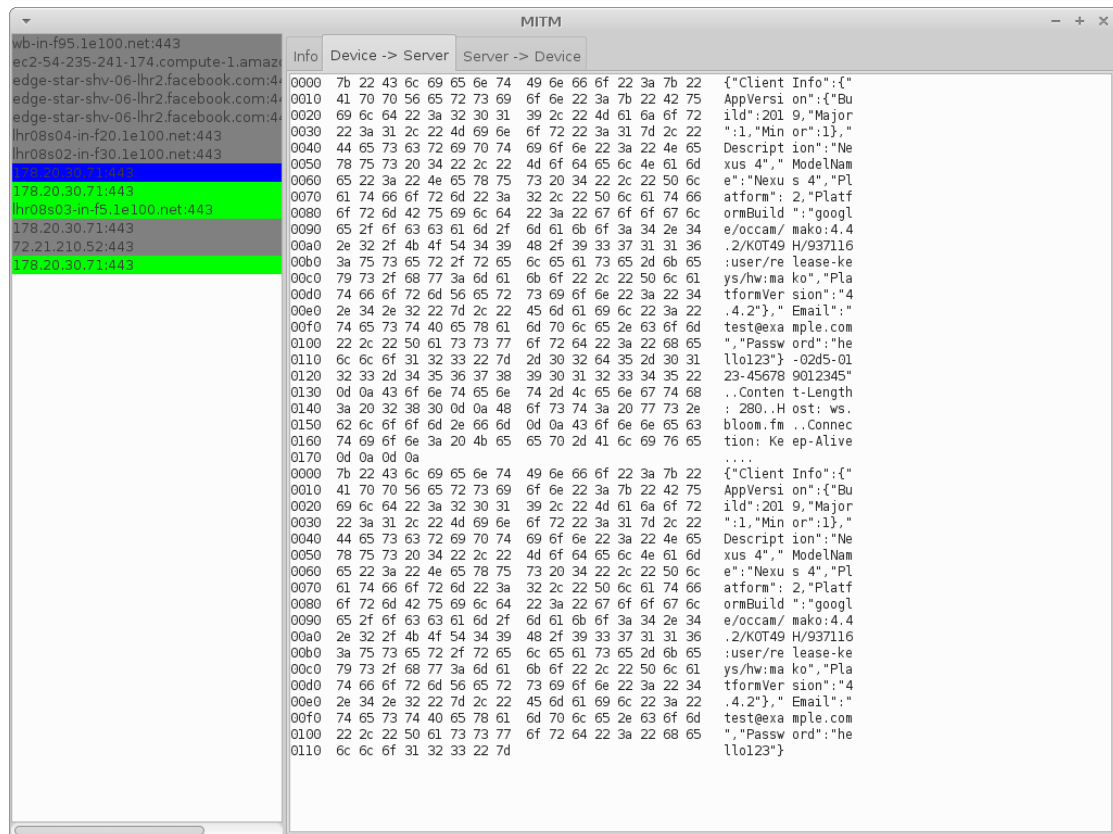 MITM
wb-in-f95.1e100.net:443
ec2-54-235-241-174.compute-1.amaz
edge-star-shv-06-lhr2.facebook.com:4
edge-star-shv-06-lhr2.facebook.com:4
edge-star-shv-06-lhr2.facebook.com:4
lhr08s04-in-f20.1e100.net:443
lhr08s02-in-f30.1e100.net:443
178.20.30.71:443
178.20.30.71:443
lhr08s03-in-f5.1e100.net:443
178.20.30.71:443
72.21.210.52:443
178.20.30.71:443
Info Device -> Server Server -> Device
0000 7b 22 43 6c 69 65 6e 74 49 6e 66 6f 22 3a 7b 22 {"Client Info":{"
0010 41 70 70 56 65 72 73 69 6f 6e 22 3a 7b 22 42 75 AppVersi on":{"Bu
0020 69 6c 64 22 3a 32 30 31 39 2c 22 4d 61 6a 6f 72 ild":201 9,"Major
0030 22 3a 31 2c 22 4d 69 6e 6f 72 22 3a 31 7d 2c 22 ":1,"Min or":1},"
0040 44 65 73 63 72 69 70 74 69 6f 6e 22 3a 22 4e 65 Descript ion":"Ne
0050 78 75 73 20 34 22 2c 22 4d 6f 64 65 6c 4e 61 6d xus 4"," ModelNam
0060 65 22 3a 22 4e 65 78 75 73 20 34 22 2c 22 50 6c e":"Nexu s 4","Pl
0070 61 74 66 6f 72 6d 22 3a 32 2c 22 50 6c 61 74 66 atform": 2,"Platf
0080 6f 72 6d 42 75 69 6c 64 22 3a 22 67 6f 6f 67 6c ormBuild ":"googl
0090 65 2f 6f 63 63 61 6d 2f 6d 61 6b 6f 3a 34 2e 34 e/occam/ mako:4.4
00a0 2e 32 2f 4b 4f 54 34 39 48 2f 39 33 37 31 31 36 .2/KOT49 H/937116
00b0 3a 75 73 65 72 2f 72 65 6c 65 61 73 65 2d 6b 65 :user/re lease-ke
00c0 79 73 2f 68 77 3a 6d 61 6b 6f 22 2c 22 50 6c 61 ys/hw:ma ko","Pla
00d0 74 66 6f 72 6d 56 65 72 73 69 6f 6e 22 3a 22 34 tformVer sion":"4
00e0 2e 34 2e 32 22 7d 2c 22 45 6d 61 69 6c 22 3a 22 .4.2"}," Email":"
00f0 74 65 73 74 40 65 78 61 6d 70 6c 65 2e 63 6f 6d test@exa mple.com
0100 22 2c 22 50 61 73 73 77 6f 72 64 22 3a 22 68 65 ","Passw ord":"he
0110 6c 6c 6f 31 32 33 22 7d 2d 30 32 64 35 2d 30 31 llo123"} -02d5-01
0120 32 33 2d 34 35 36 37 38 39 30 31 32 33 34 35 22 23-45678 9012345"
0130 0d 0a 43 6f 6e 74 65 6e 74 2d 4c 65 6e 67 74 68 ..Conten t-Length
0140 3a 20 32 38 30 0d 0a 48 6f 73 74 3a 20 77 73 2e : 280..H ost: ws.
0150 62 6c 6f 6f 6d 2e 66 6d 0d 0a 43 6f 6e 6e 65 63 bloom.fm ..Connec
0160 74 69 6f 6e 3a 20 4b 65 65 70 2d 41 6c 69 76 65 tion: Ke ep-Alive
0170 0d 0a 0d 0a ....
0000 7b 22 43 6c 69 65 6e 74 49 6e 66 6f 22 3a 7b 22 {"Client Info":{"
0010 41 70 70 56 65 72 73 69 6f 6e 22 3a 7b 22 42 75 AppVersi on":{"Bu
0020 69 6c 64 22 3a 32 30 31 39 2c 22 4d 61 6a 6f 72 ild":201 9,"Major
0030 22 3a 31 2c 22 4d 69 6e 6f 72 22 3a 31 7d 2c 22 ":1,"Min or":1},"
0040 44 65 73 63 72 69 70 74 69 6f 6e 22 3a 22 4e 65 Descript ion":"Ne
0050 78 75 73 20 34 22 2c 22 4d 6f 64 65 6c 4e 61 6d xus 4"," ModelNam
0060 65 22 3a 22 4e 65 78 75 73 20 34 22 2c 22 50 6c e":"Nexu s 4","Pl
0070 61 74 66 6f 72 6d 22 3a 32 2c 22 50 6c 61 74 66 atform": 2,"Platf
0080 6f 72 6d 42 75 69 6c 64 22 3a 22 67 6f 6f 67 6c ormBuild ":"googl
0090 65 2f 6f 63 63 61 6d 2f 6d 61 6b 6f 3a 34 2e 34 e/occam/ mako:4.4
00a0 2e 32 2f 4b 4f 54 34 39 48 2f 39 33 37 31 31 36 .2/KOT49 H/937116
00b0 3a 75 73 65 72 2f 72 65 6c 65 61 73 65 2d 6b 65 :user/re lease-ke
00c0 79 73 2f 68 77 3a 6d 61 6b 6f 22 2c 22 50 6c 61 ys/hw:ma ko","Pla
00d0 74 66 6f 72 6d 56 65 72 73 69 6f 6e 22 3a 22 34 tformVer sion":"4
00e0 2e 34 2e 32 22 7d 2c 22 45 6d 61 69 6c 22 3a 22 .4.2"}," Email":"
00f0 74 65 73 74 40 65 78 61 6d 70 6c 65 2e 63 6f 6d test@exa mple.com
0100 22 2c 22 50 61 73 73 77 6f 72 64 22 3a 22 68 65 ","Passw ord":"he
0110 6c 6c 6f 31 32 33 22 7d llo123"}